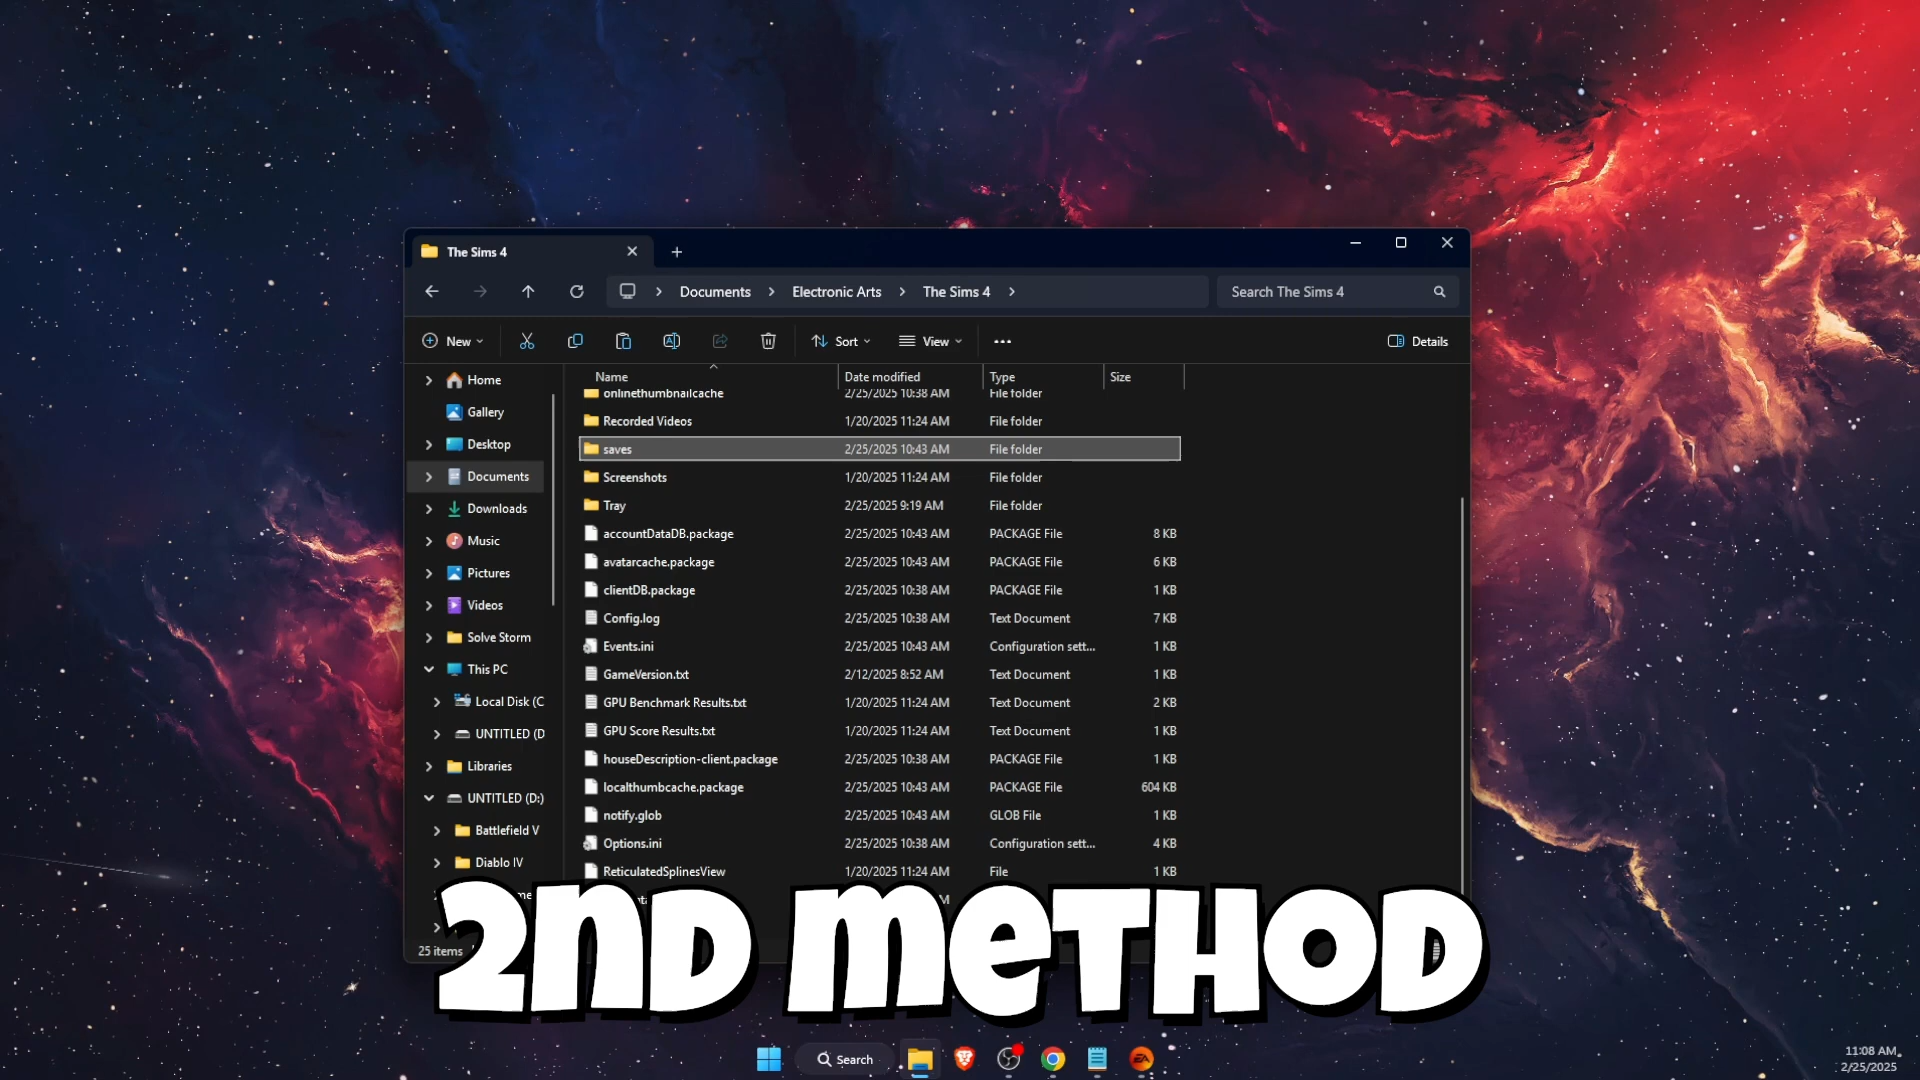 The Sims 4
Documents
Electronic Arts
The Sims 4
Search The Sims 4
New
Sort
View
Details
Name Date modified Type Size
Home
Gallery
Desktop
Documents
Downloads
Music
Pictures
Videos
Solve Storm
This PC
Local Disk (C
UNTITLED (D
Libraries
UNTITLED (D:)
Battlefield V
Diablo IV
onlinethumbnailcache 2/25/2025 10:38 AM File folder
Recorded Videos 1/20/2025 11:24 AM File folder
saves 2/25/2025 10:43 AM File folder
Screenshots 1/20/2025 11:24 AM File folder
Tray 2/25/2025 9:19 AM File folder
accountDataDB.package 2/25/2025 10:43 AM PACKAGE File 8 KB
avatarcache.package 2/25/2025 10:43 AM PACKAGE File 6 KB
clientDB.package 2/25/2025 10:38 AM PACKAGE File 1 KB
Config.log 2/25/2025 10:38 AM Text Document 7 KB
Events.ini 2/25/2025 10:43 AM Configuration sett... 1 KB
GameVersion.txt 2/12/2025 8:52 AM Text Document 1 KB
GPU Benchmark Results.txt 1/20/2025 11:24 AM Text Document 2 KB
GPU Score Results.txt 1/20/2025 11:24 AM Text Document 1 KB
houseDescription-client.package 2/25/2025 10:38 AM PACKAGE File 1 KB
localthumbcache.package 2/25/2025 10:43 AM PACKAGE File 604 KB
notify.glob 2/25/2025 10:43 AM GLOB File 1 KB
Options.ini 2/25/2025 10:38 AM Configuration sett... 4 KB
ReticulatedSplinesView 1/20/2025 11:24 AM File 1 KB
25 items
2ND METHOD
Search
EA
11:08 AM
2/25/2025